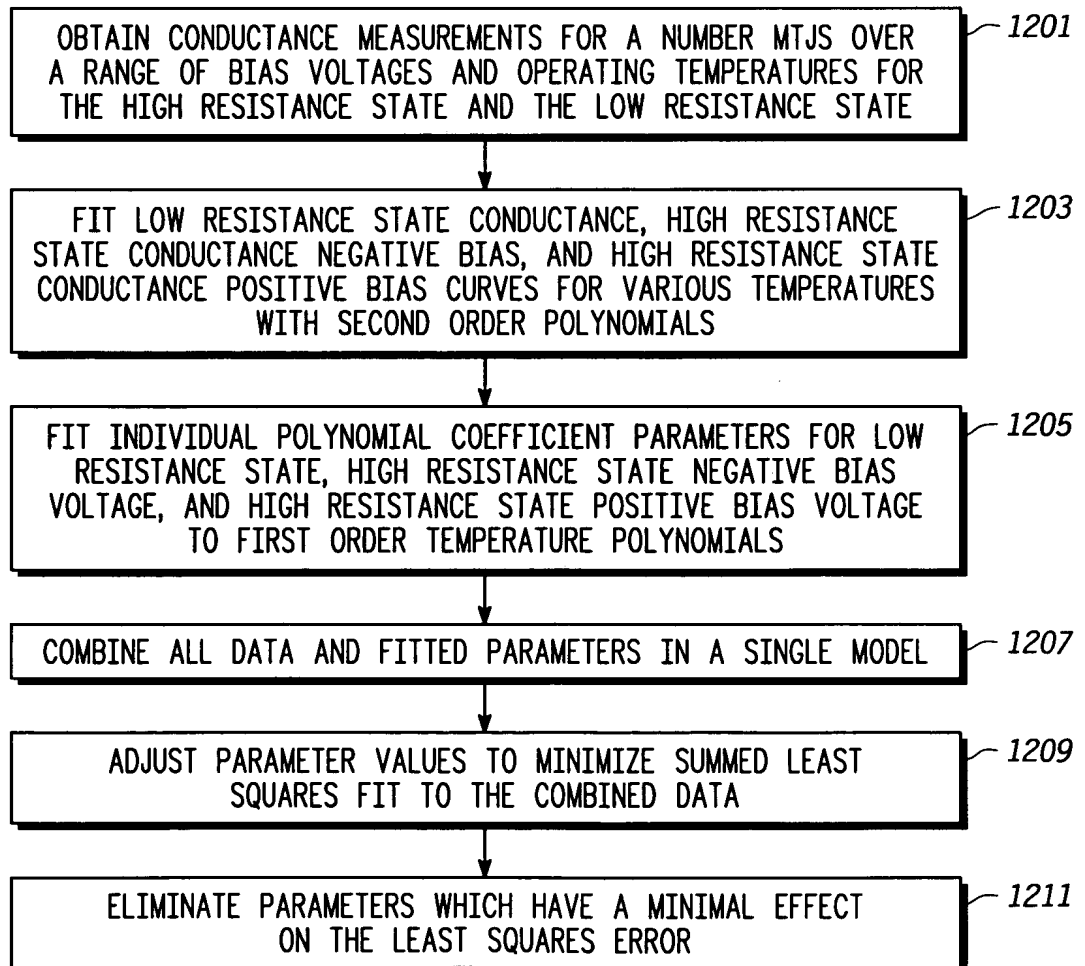 OBTAIN CONDUCTANCE MEASUREMENTS FOR A NUMBER MTJS OVER
A RANGE OF BIAS VOLTAGES AND OPERATING TEMPERATURES FOR
THE HIGH RESISTANCE STATE AND THE LOW RESISTANCE STATE
1201
FIT LOW RESISTANCE STATE CONDUCTANCE, HIGH RESISTANCE
STATE CONDUCTANCE NEGATIVE BIAS, AND HIGH RESISTANCE STATE
CONDUCTANCE POSITIVE BIAS CURVES FOR VARIOUS TEMPERATURES
WITH SECOND ORDER POLYNOMIALS
1203
FIT INDIVIDUAL POLYNOMIAL COEFFICIENT PARAMETERS FOR LOW
RESISTANCE STATE, HIGH RESISTANCE STATE NEGATIVE BIAS
VOLTAGE, AND HIGH RESISTANCE STATE POSITIVE BIAS VOLTAGE
TO FIRST ORDER TEMPERATURE POLYNOMIALS
1205
COMBINE ALL DATA AND FITTED PARAMETERS IN A SINGLE MODEL
1207
ADJUST PARAMETER VALUES TO MINIMIZE SUMMED LEAST
SQUARES FIT TO THE COMBINED DATA
1209
ELIMINATE PARAMETERS WHICH HAVE A MINIMAL EFFECT
ON THE LEAST SQUARES ERROR
1211